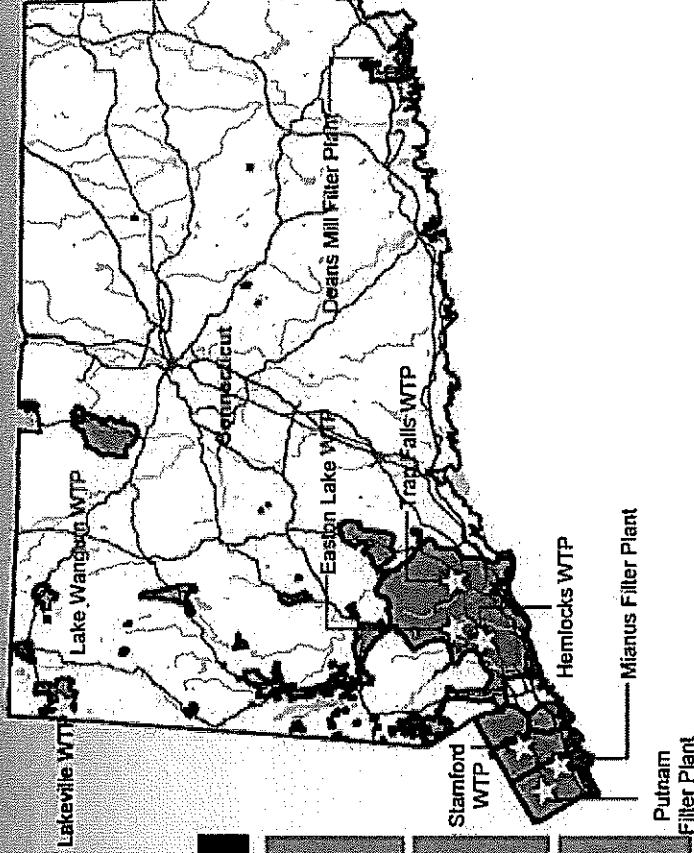 Lakeville WTP
Lake Wangum WTP
Connecticut
Deans Mill Filter Plant
Easton Lake WTP
Trap Falls WTP
Hemlocks WTP
Mianus Filter Plant
Stamford
WTP
Putnam
Filter Plant